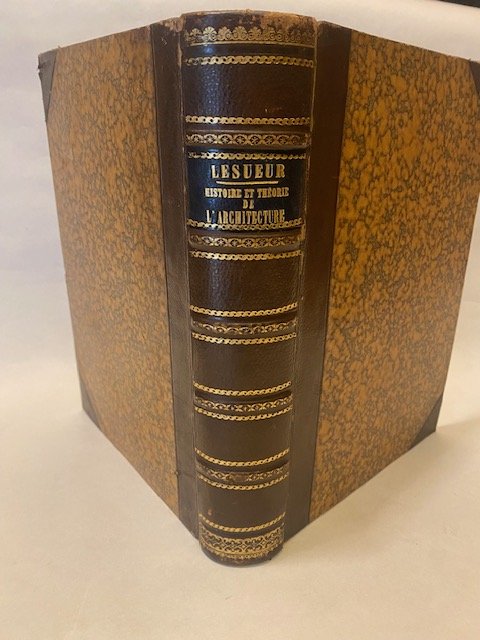 LESUEUR
HISTOIRE ET THÉORIE
DE
L'ARCHITECTURE